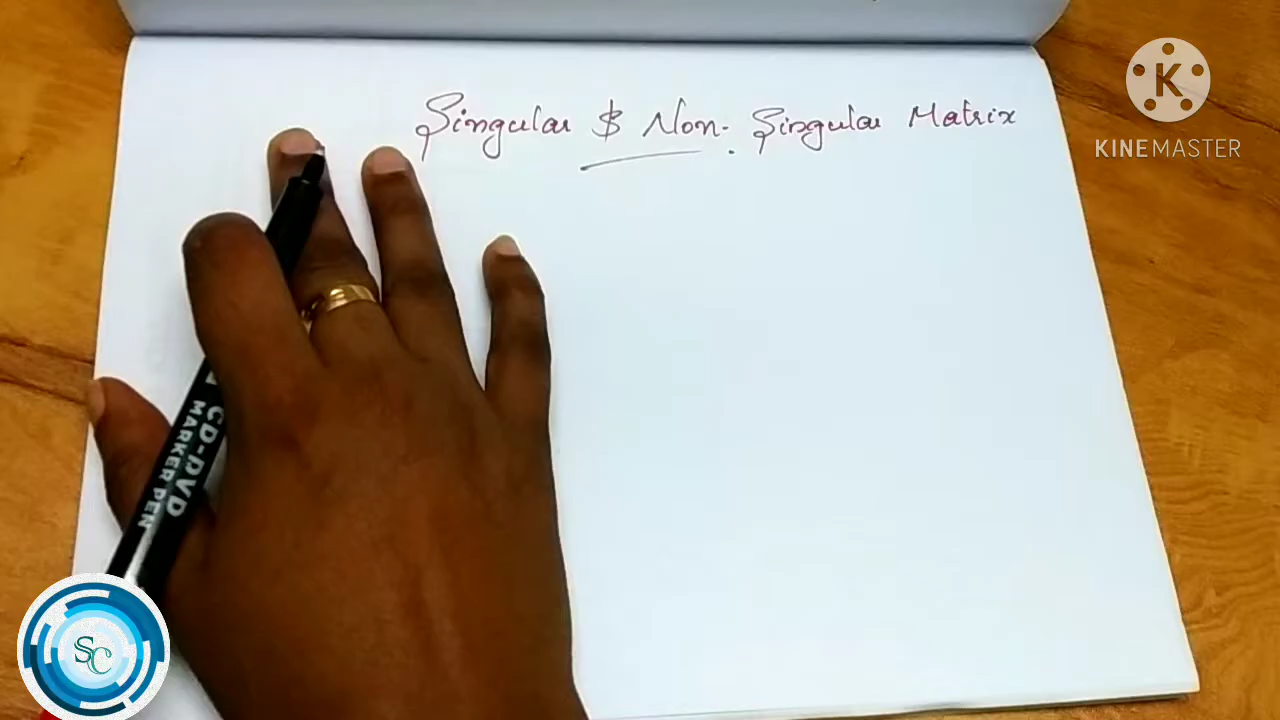 Singular $ Non. Singular Matrix
K
KINEMASTER
CD-DVD
MARKER PEN
SC